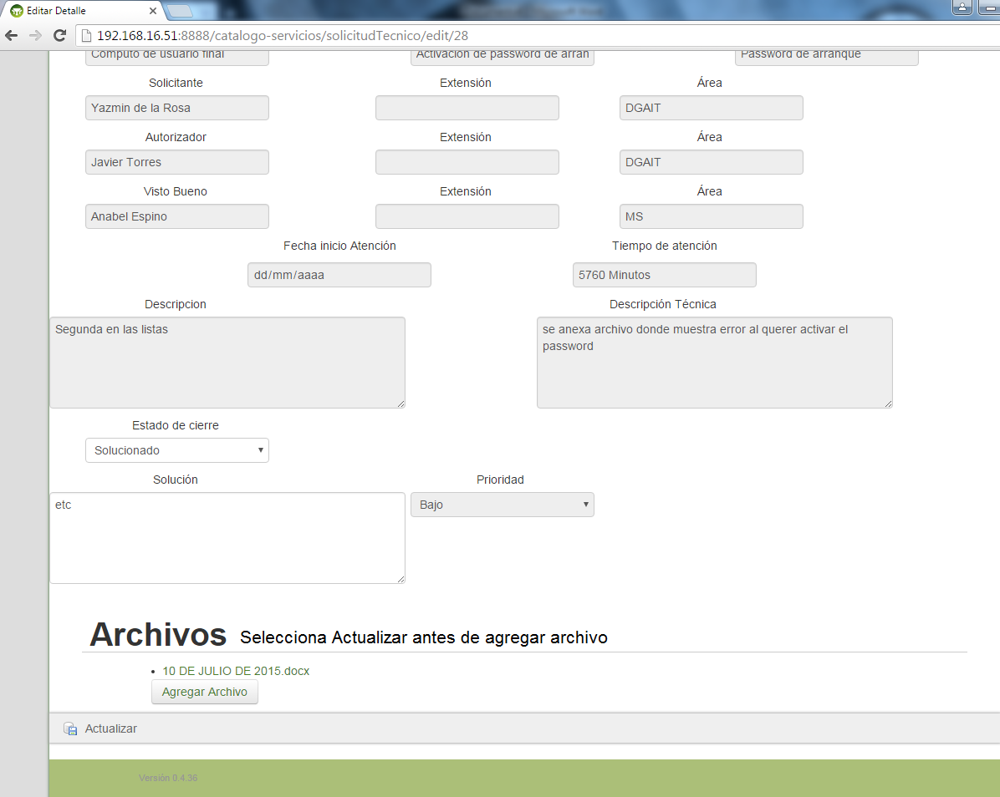 Editar Detalle
192.168.16.51:8888/catalogo-servicios/solicitudTecnico/edit/28
Computo de usuario final Activación de password de arran Password de arranque
Solicitante Extensión Área
Yazmin de la Rosa DGAIT
Autorizador Extensión Área
Javier Torres DGAIT
Visto Bueno Extensión Área
Anabel Espino MS
Fecha inicio Atención Tiempo de atención
dd/mm/aaaa 5760 Minutos
Descripcion Descripción Técnica
Segunda en las listas
se anexa archivo donde muestra error al querer activar el
password
Estado de cierre
Solucionado
Solución Prioridad
etc Bajo
Archivos Selecciona Actualizar antes de agregar archivo
10 DE JULIO DE 2015.docx
Agregar Archivo
Actualizar
Versión 0.4.36